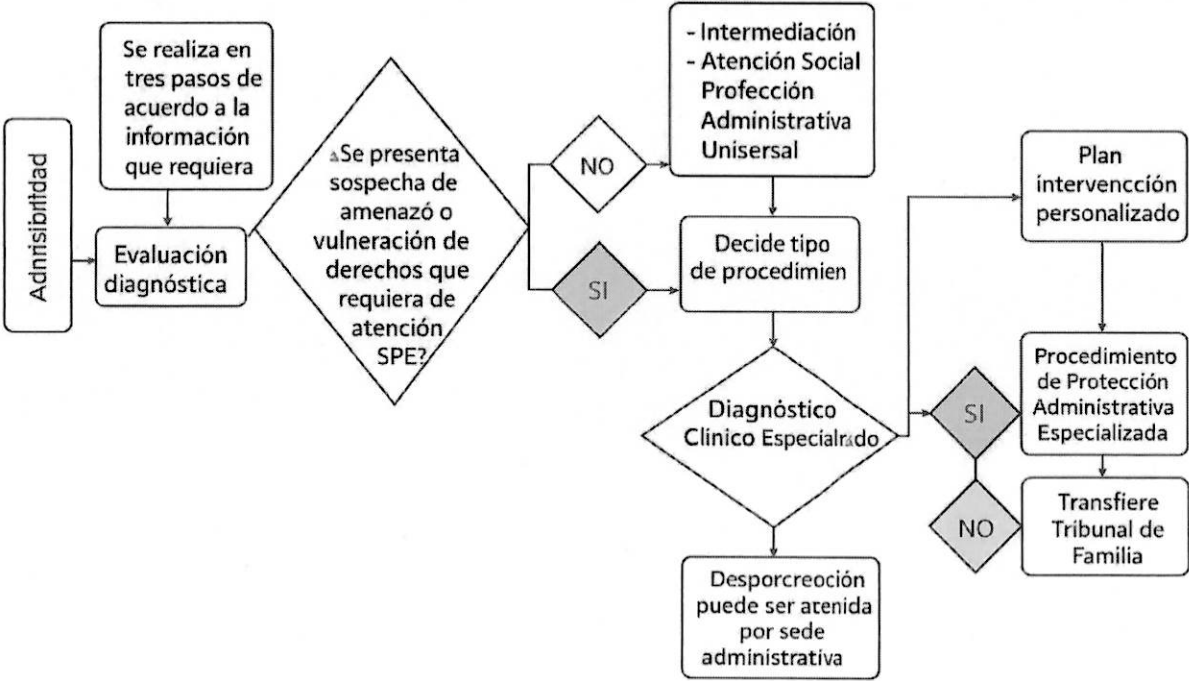 Admisibiltdad
Se realiza en
tres pasos de
acuerdo a la
información
que requiera
Evaluación
diagnóstica
¿Se presenta
sospecha de
amenazó o
vulneración de
derechos que
requiera de
atención
SPE?
NO
SI
- Intermediación
- Atención Social
Profección
Administrativa
Unisersal
Decide tipo
de procedimien
Diagnóstico
Clinico Especialrado
Desporcreoción
puede ser atenida
por sede
administrativa
Plan
intervencción
personalizado
SI
Procedimiento
de Protección
Administrativa
Especializada
NO
Transfiere
Tribunal de
Familia